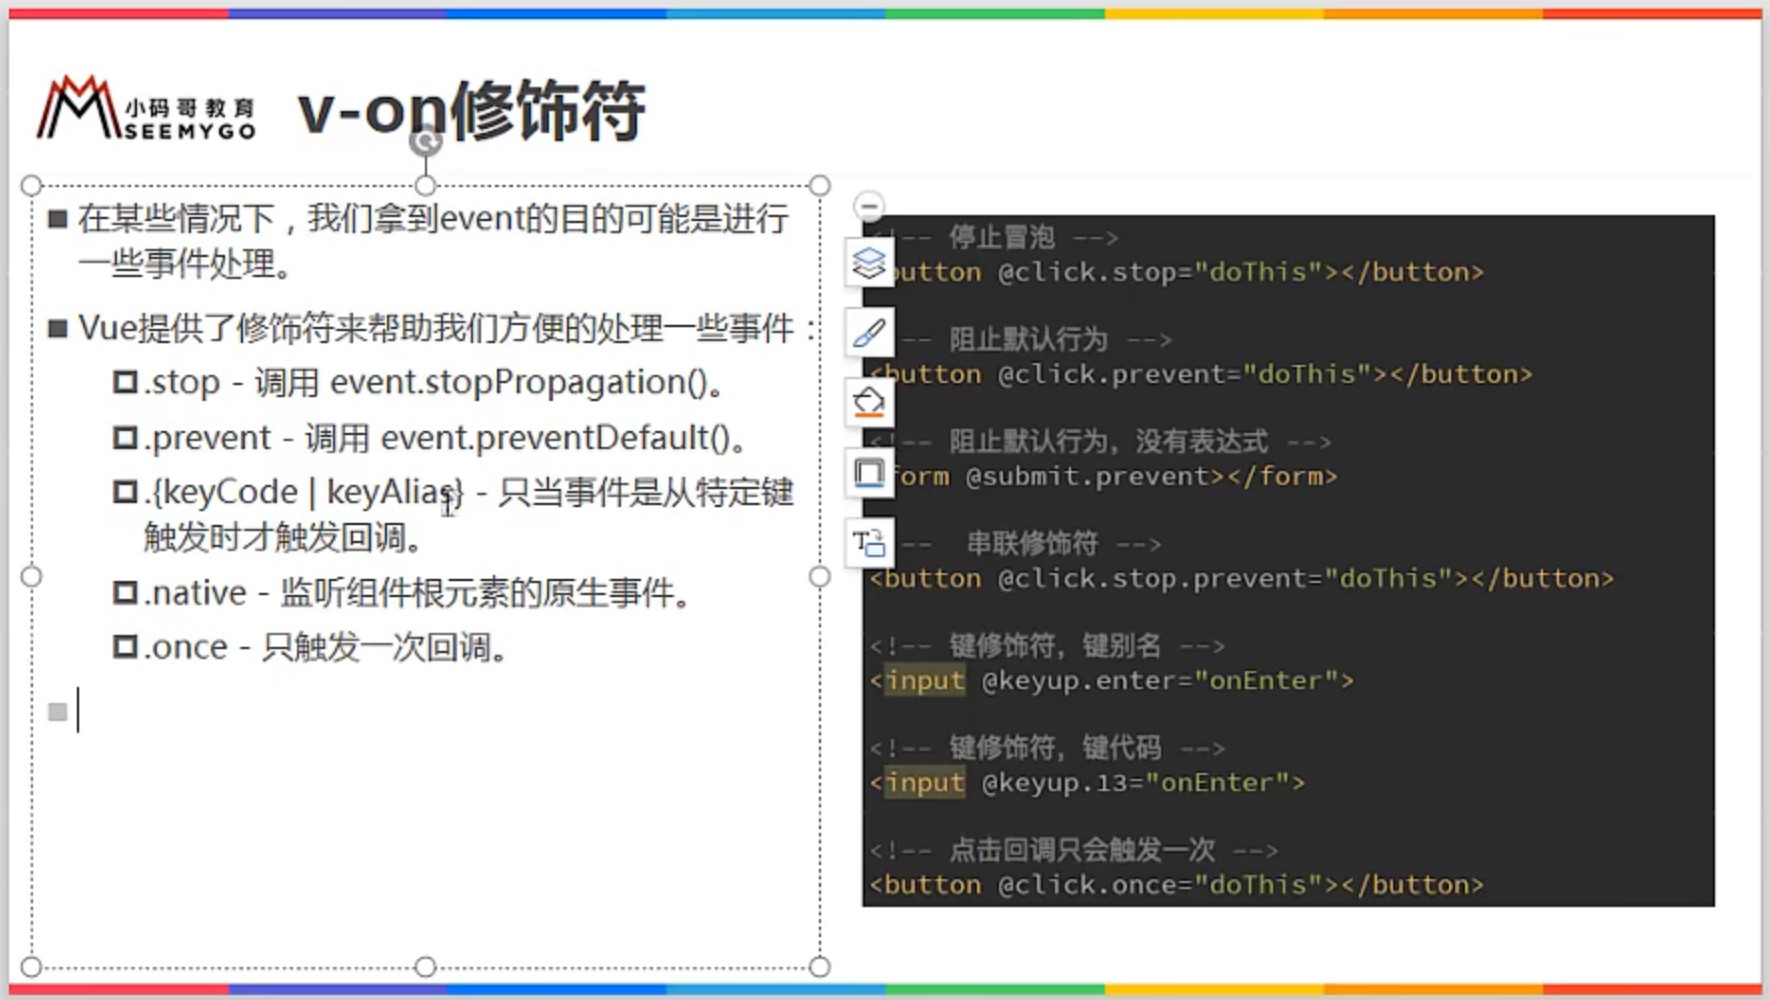 小码哥教育
SEEMYGO
v-on修饰符
在某些情况下，我们拿到event的目的可能是进行
一些事件处理。
Vue提供了修饰符来帮助我们方便的处理一些事件：
.stop - 调用 event.stopPropagation()。
.prevent - 调用 event.preventDefault()。
.{keyCode | keyAlias} - 只当事件是从特定键
触发时才触发回调。
.native - 监听组件根元素的原生事件。
.once - 只触发一次回调。
!-- 停止冒泡 -->
button @click.stop="doThis"></button>
-- 阻止默认行为 -->
<button @click.prevent="doThis"></button>
<!-- 阻止默认行为，没有表达式 -->
form @submit.prevent></form>
-- 串联修饰符 -->
<button @click.stop.prevent="doThis"></button>
<!-- 键修饰符，键别名 -->
<input @keyup.enter="onEnter">
<!-- 键修饰符，键代码 -->
<input @keyup.13="onEnter">
<!-- 点击回调只会触发一次 -->
<button @click.once="doThis"></button>